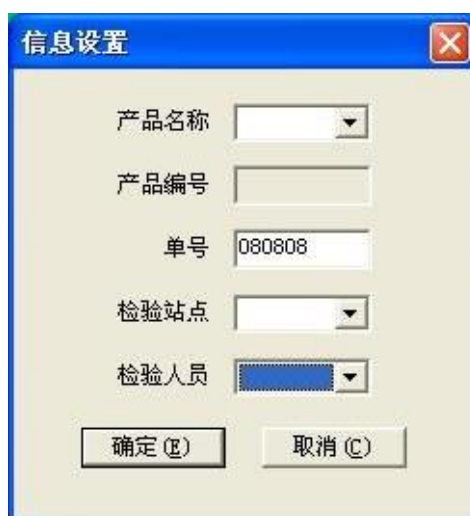 信息设置
产品名称
产品编号
单号 080808
检验站点
检验人员
确定(E) 取消(C)